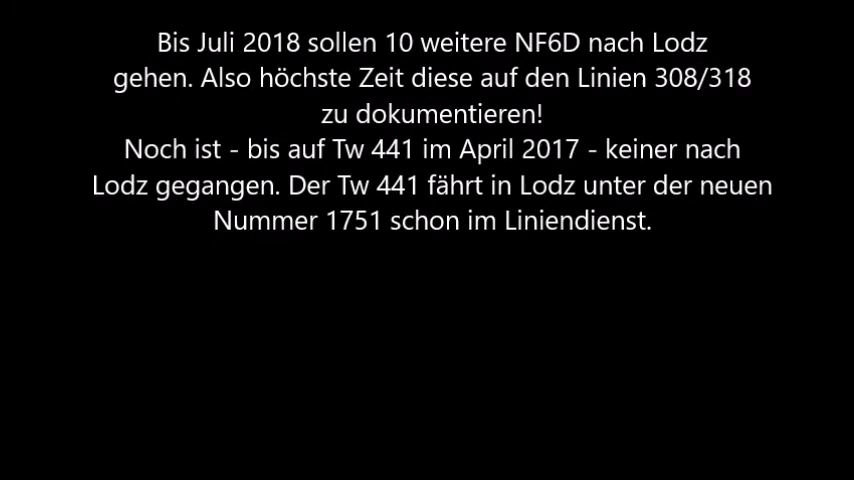 Bis Juli 2018 sollen 10 weitere NF6D nach Lodz
gehen. Also höchste Zeit diese auf den Linien 308/318
zu dokumentieren!
Noch ist - bis auf Tw 441 im April 2017 - keiner nach
Lodz gegangen. Der Tw 441 fährt in Lodz unter der neuen
Nummer 1751 schon im Liniendienst.